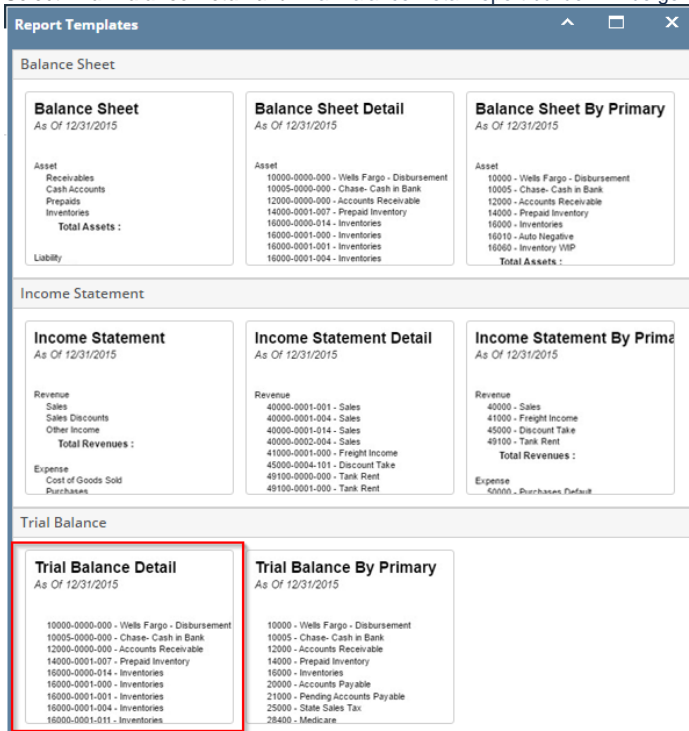 Report Templates
Balance Sheet
Balance Sheet
As Of 12/31/2015
Asset
Receivables
Cash Accounts
Prepaids
Inventories
Total Assets :
Liability
Balance Sheet Detail
As Of 12/31/2015
Asset
10000-0000-000 - Wells Fargo - Disbursement
10005-0000-000 - Chase- Cash in Bank
12000-0000-000 - Accounts Receivable
14000-0001-007 - Prepaid Inventory
16000-0000-014 - Inventories
16000-0001-000 - Inventories
16000-0001-001 - Inventories
16000-0001-004 - Inventories
Balance Sheet By Primary
As Of 12/31/2015
Asset
10000 - Wells Fargo - Disbursement
10005 - Chase- Cash in Bank
12000 - Accounts Receivable
14000 - Prepaid Inventory
16000 - Inventories
16010 - Auto Negative
16060 - Inventory WIP
Total Assets :
Income Statement
Income Statement
As Of 12/31/2015
Revenue
Sales
Sales Discounts
Other Income
Total Revenues :
Expense
Cost of Goods Sold
Purchases
Income Statement Detail
As Of 12/31/2015
Revenue
40000-0001-001 - Sales
40000-0001-004 - Sales
40000-0001-014 - Sales
40000-0002-004 - Sales
41000-0001-000 - Freight Income
45000-0004-101 - Discount Take
49100-0000-000 - Tank Rent
49100-0001-000 - Tank Rent
Income Statement By Prima
As Of 12/31/2015
Revenue
40000 - Sales
41000 - Freight Income
45000 - Discount Take
49100 - Tank Rent
Total Revenues :
Expense
50000 - Purchases Default
Trial Balance
Trial Balance Detail
As Of 12/31/2015
10000-0000-000 - Wells Fargo - Disbursement
10005-0000-000 - Chase- Cash in Bank
12000-0000-000 - Accounts Receivable
14000-0001-007 - Prepaid Inventory
16000-0000-014 - Inventories
16000-0001-000 - Inventories
16000-0001-001 - Inventories
16000-0001-004 - Inventories
16000-0001-011 - Inventories
Trial Balance By Primary
As Of 12/31/2015
10000 - Wells Fargo - Disbursement
10005 - Chase- Cash in Bank
12000 - Accounts Receivable
14000 - Prepaid Inventory
16000 - Inventories
20000 - Accounts Payable
21000 - Pending Accounts Payable
25000 - State Sales Tax
28400 - Medicare